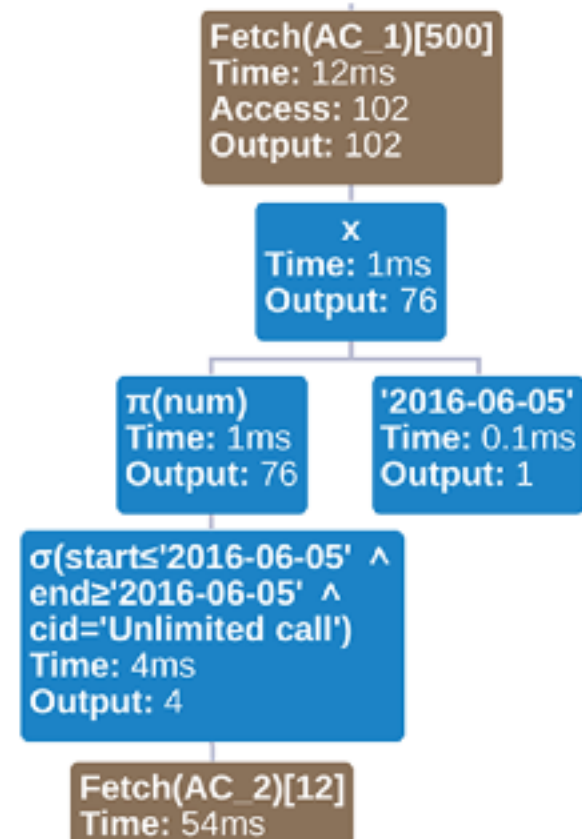 Fetch(AC_1)[500]
Time: 12ms
Access: 102
Output: 102
x
Time: 1ms
Output: 76
π(num)
Time: 1ms
Output: 76
'2016-06-05'
Time: 0.1ms
Output: 1
σ(start≤'2016-06-05' ∧
end≥'2016-06-05' ∧
cid='Unlimited call')
Time: 4ms
Output: 4
Fetch(AC_2)[12]
Time: 54ms